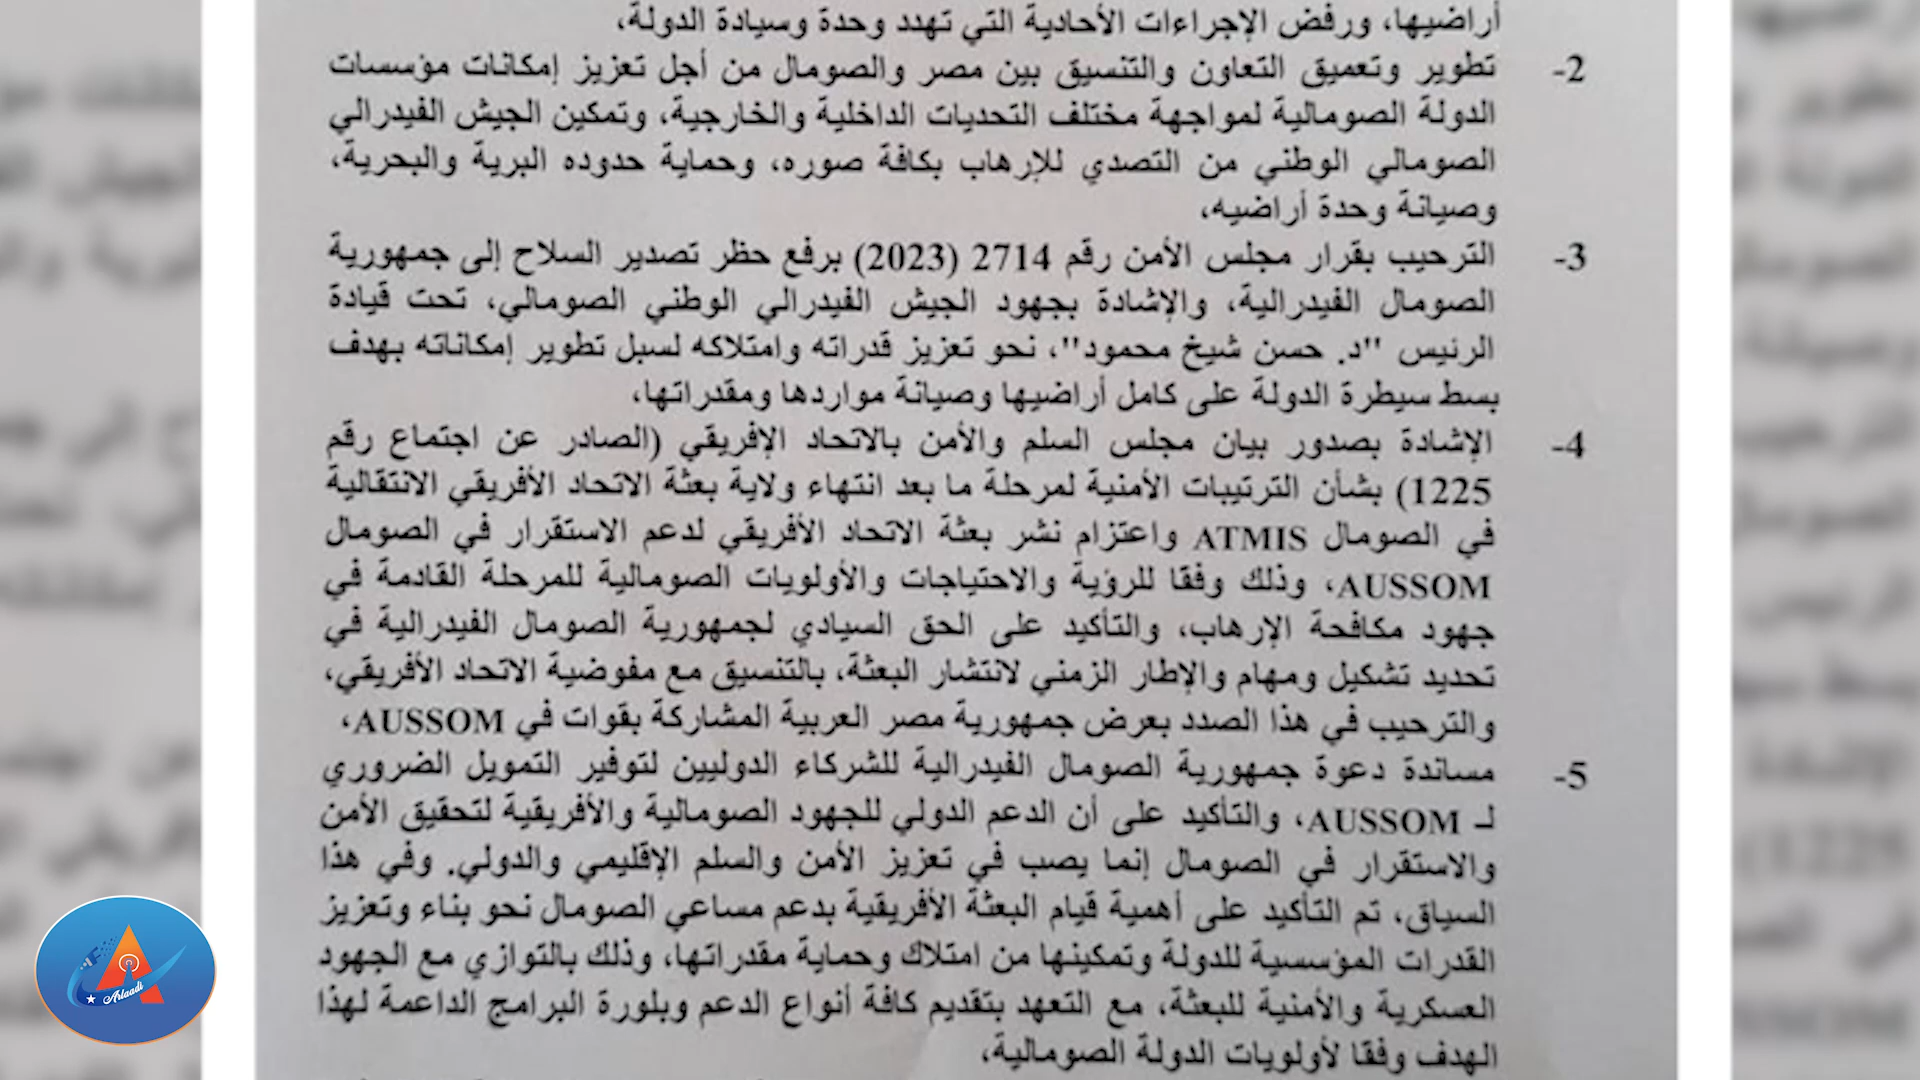 أراضيها، ورفض الإجراءات الأحادية التي تهدد وحدة وسيادة الدولة،
2- تطوير وتعميق التعاون والتنسيق بين مصر والصومال من أجل تعزيز إمكانات مؤسسات
الدولة الصومالية لمواجهة مختلف التحديات الداخلية والخارجية، وتمكين الجيش الفيدرالي
الصومالي الوطني من التصدي للإرهاب بكافة صوره، وحماية حدوده البرية والبحرية،
وصيانة وحدة أراضيه،
3- الترحيب بقرار مجلس الأمن رقم 2714 (2023) برفع حظر تصدير السلاح إلى جمهورية
الصومال الفيدرالية، والإشادة بجهود الجيش الفيدرالي الوطني الصومالي، تحت قيادة
الرئيس "د. حسن شيخ محمود"، نحو تعزيز قدراته وامتلاكه لسبل تطوير إمكاناته بهدف
بسط سيطرة الدولة على كامل أراضيها وصيانة مواردها ومقدراتها،
4- الإشادة بصدور بيان مجلس السلم والأمن بالاتحاد الإفريقي (الصادر عن اجتماع رقم
1225) بشأن الترتيبات الأمنية لمرحلة ما بعد انتهاء ولاية بعثة الاتحاد الأفريقي الانتقالية
في الصومال ATMIS واعتزام نشر بعثة الاتحاد الأفريقي لدعم الاستقرار في الصومال
AUSSOM، وذلك وفقا للرؤية والاحتياجات والأولويات الصومالية للمرحلة القادمة في
جهود مكافحة الإرهاب، والتأكيد على الحق السيادي لجمهورية الصومال الفيدرالية في
تحديد تشكيل ومهام والإطار الزمني لانتشار البعثة، بالتنسيق مع مفوضية الاتحاد الأفريقي،
والترحيب في هذا الصدد بعرض جمهورية مصر العربية المشاركة بقوات في AUSSOM،
5- مساندة دعوة جمهورية الصومال الفيدرالية للشركاء الدوليين لتوفير التمويل الضروري
لـ AUSSOM، والتأكيد على أن الدعم الدولي للجهود الصومالية والأفريقية لتحقيق الأمن
والاستقرار في الصومال إنما يصب في تعزيز الأمن والسلم الإقليمي والدولي. وفي هذا
السياق، تم التأكيد على أهمية قيام البعثة الأفريقية بدعم مساعي الصومال نحو بناء وتعزيز
القدرات المؤسسية للدولة وتمكينها من امتلاك وحماية مقدراتها، وذلك بالتوازي مع الجهود
العسكرية والأمنية للبعثة، مع التعهد بتقديم كافة أنواع الدعم وبلورة البرامج الداعمة لهذا
الهدف وفقا لأولويات الدولة الصومالية،
Arlaadi